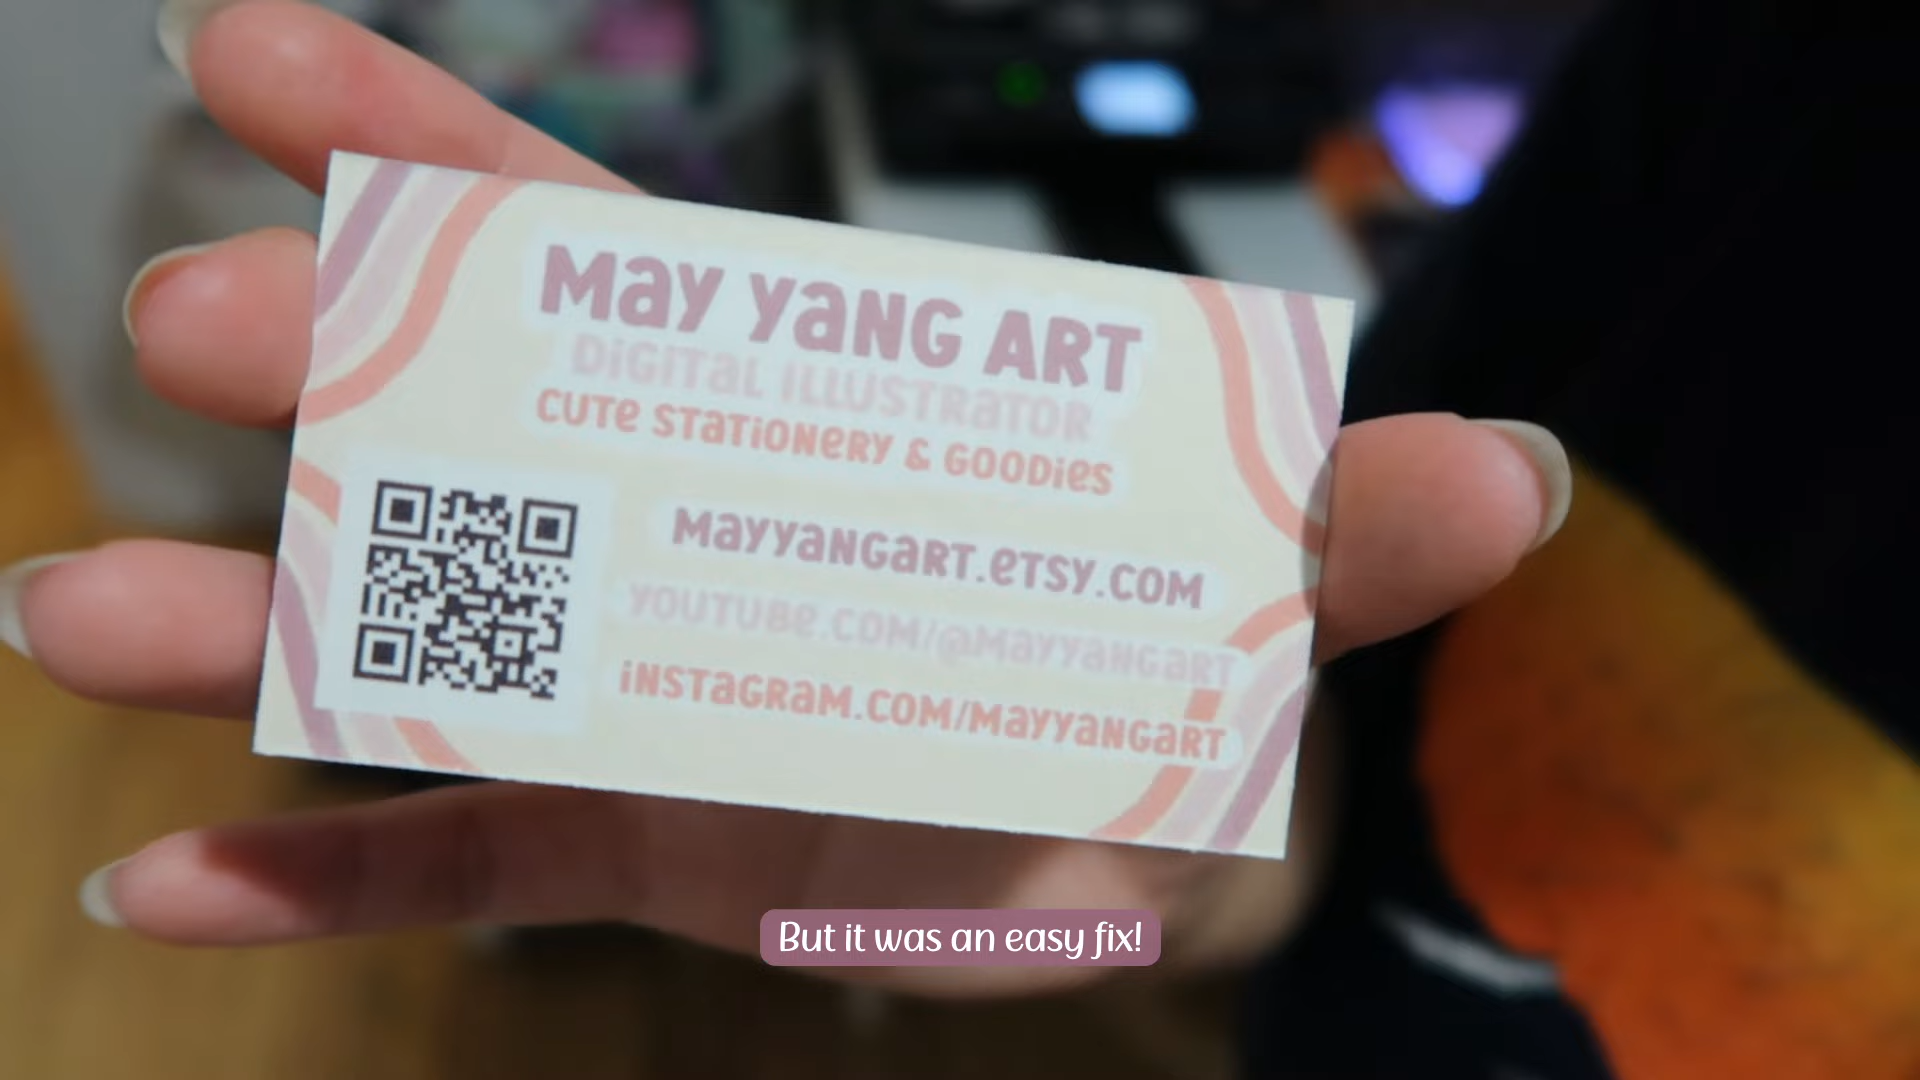 May Yang Art
Digital Illustrator
Cute Stationery & Goodies
mayyangart.etsy.com
youtube.com/@mayyangart
instagram.com/mayyangart
But it was an easy fix!